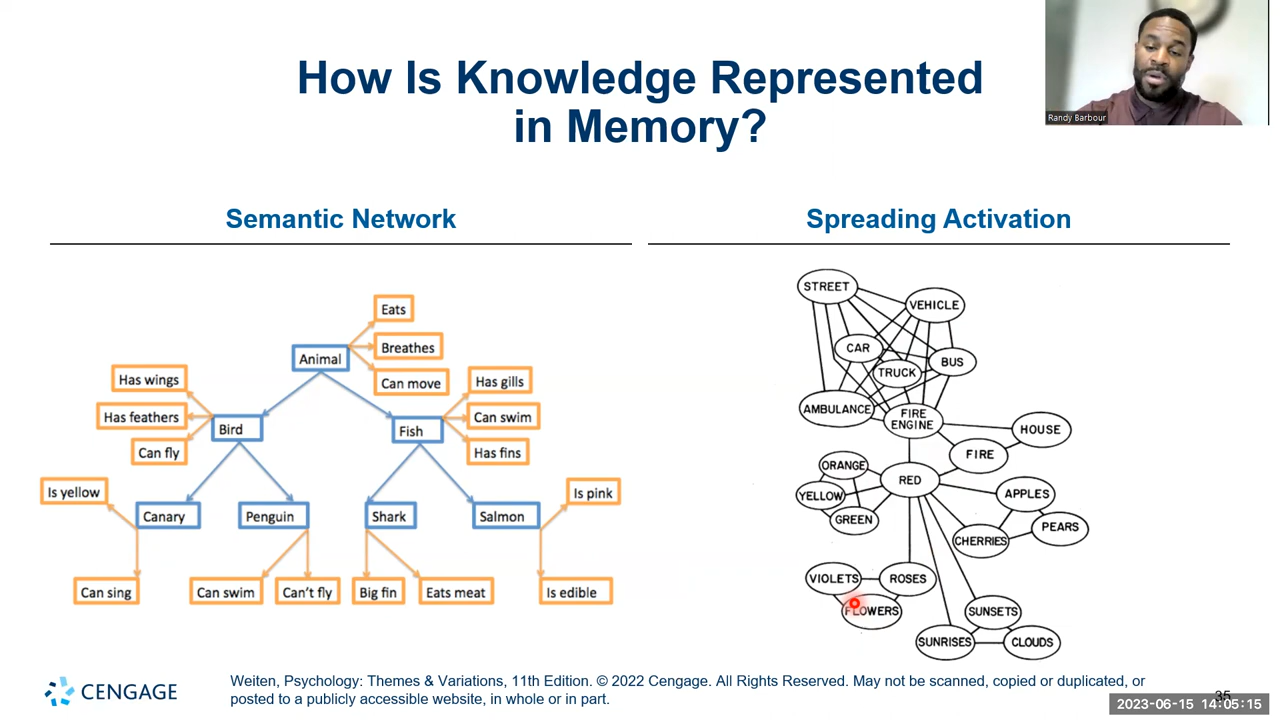 How Is Knowledge Represented
in Memory?
Randy Barbour
Semantic Network
Spreading Activation
Eats
Animal
Breathes
Can move
Has wings
Has feathers
Can fly
Bird
Fish
Has gills
Can swim
Has fins
Is yellow
Canary
Penguin
Shark
Salmon
Is pink
Can sing
Can swim
Can't fly
Big fin
Eats meat
Is edible
STREET
VEHICLE
CAR
TRUCK
BUS
AMBULANCE
FIRE
ENGINE
HOUSE
FIRE
ORANGE
RED
YELLOW
GREEN
APPLES
CHERRIES
PEARS
VIOLETS
ROSES
FLOWERS
SUNSETS
SUNRISES
CLOUDS
CENGAGE
Weiten, Psychology: Themes & Variations, 11th Edition. © 2022 Cengage. All Rights Reserved. May not be scanned, copied or duplicated, or
posted to a publicly accessible website, in whole or in part.
35
2023-06-15 14:05:15